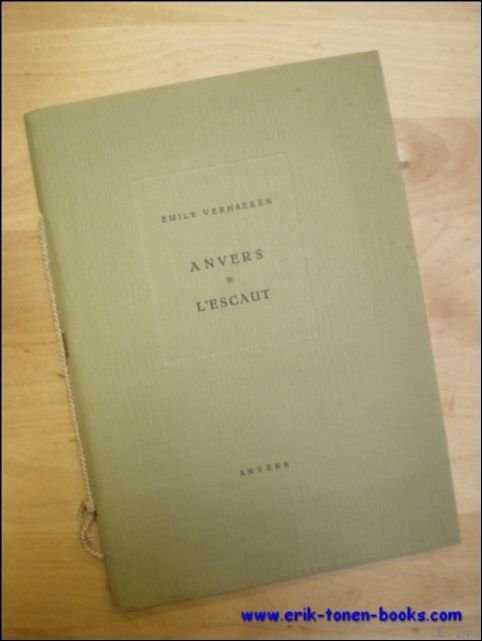 EMILE VERHAEREN
ANVERS
*
L'ESCAUT
ANVERS
www.erik-tonen-books.com